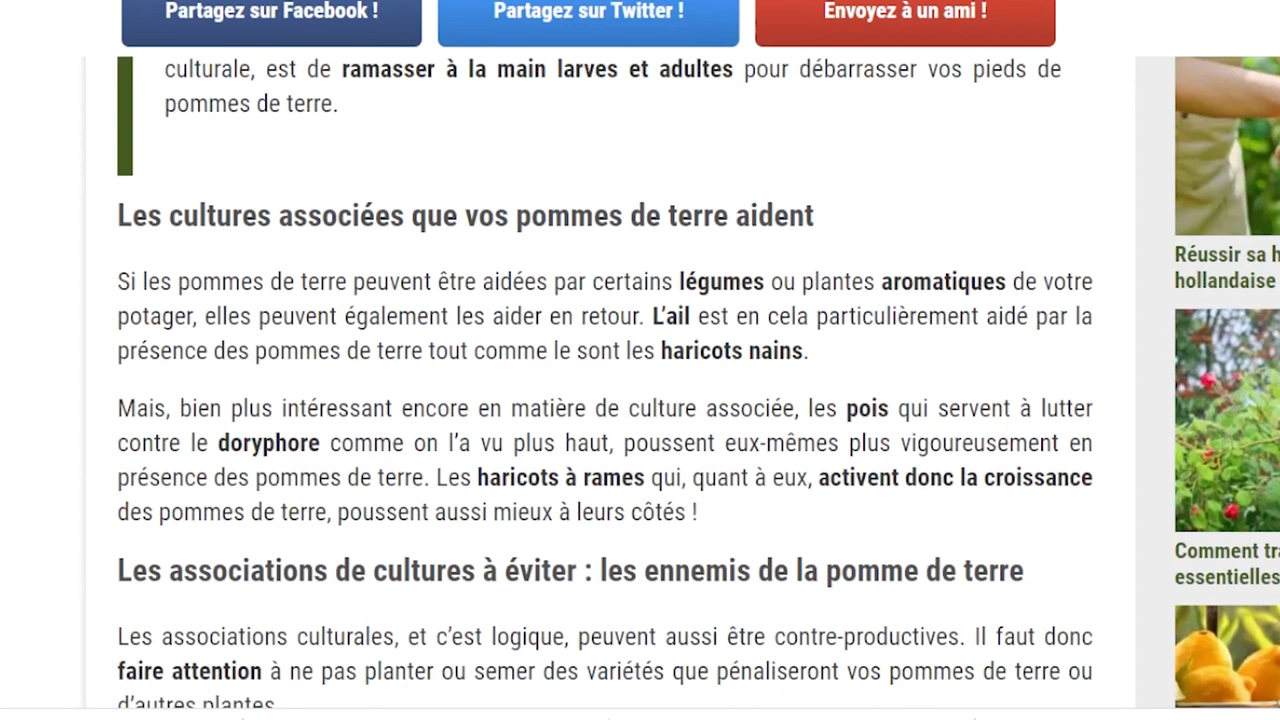 Partagez sur Facebook !
Partagez sur Twitter !
Envoyez à un ami !
culturale, est de ramasser à la main larves et adultes pour débarrasser vos pieds de
pommes de terre.
Les cultures associées que vos pommes de terre aident
Si les pommes de terre peuvent être aidées par certains légumes ou plantes aromatiques de votre
potager, elles peuvent également les aider en retour. L’ail est en cela particulièrement aidé par la
présence des pommes de terre tout comme le sont les haricots nains.
Mais, bien plus intéressant encore en matière de culture associée, les pois qui servent à lutter
contre le doryphore comme on l’a vu plus haut, poussent eux-mêmes plus vigoureusement en
présence des pommes de terre. Les haricots à rames qui, quant à eux, activent donc la croissance
des pommes de terre, poussent aussi mieux à leurs côtés !
Les associations de cultures à éviter : les ennemis de la pomme de terre
Les associations culturales, et c’est logique, peuvent aussi être contre-productives. Il faut donc
faire attention à ne pas planter ou semer des variétés que pénaliseront vos pommes de terre ou
d’autres plantes.
Réussir sa
hollandaise
Comment
essentielles